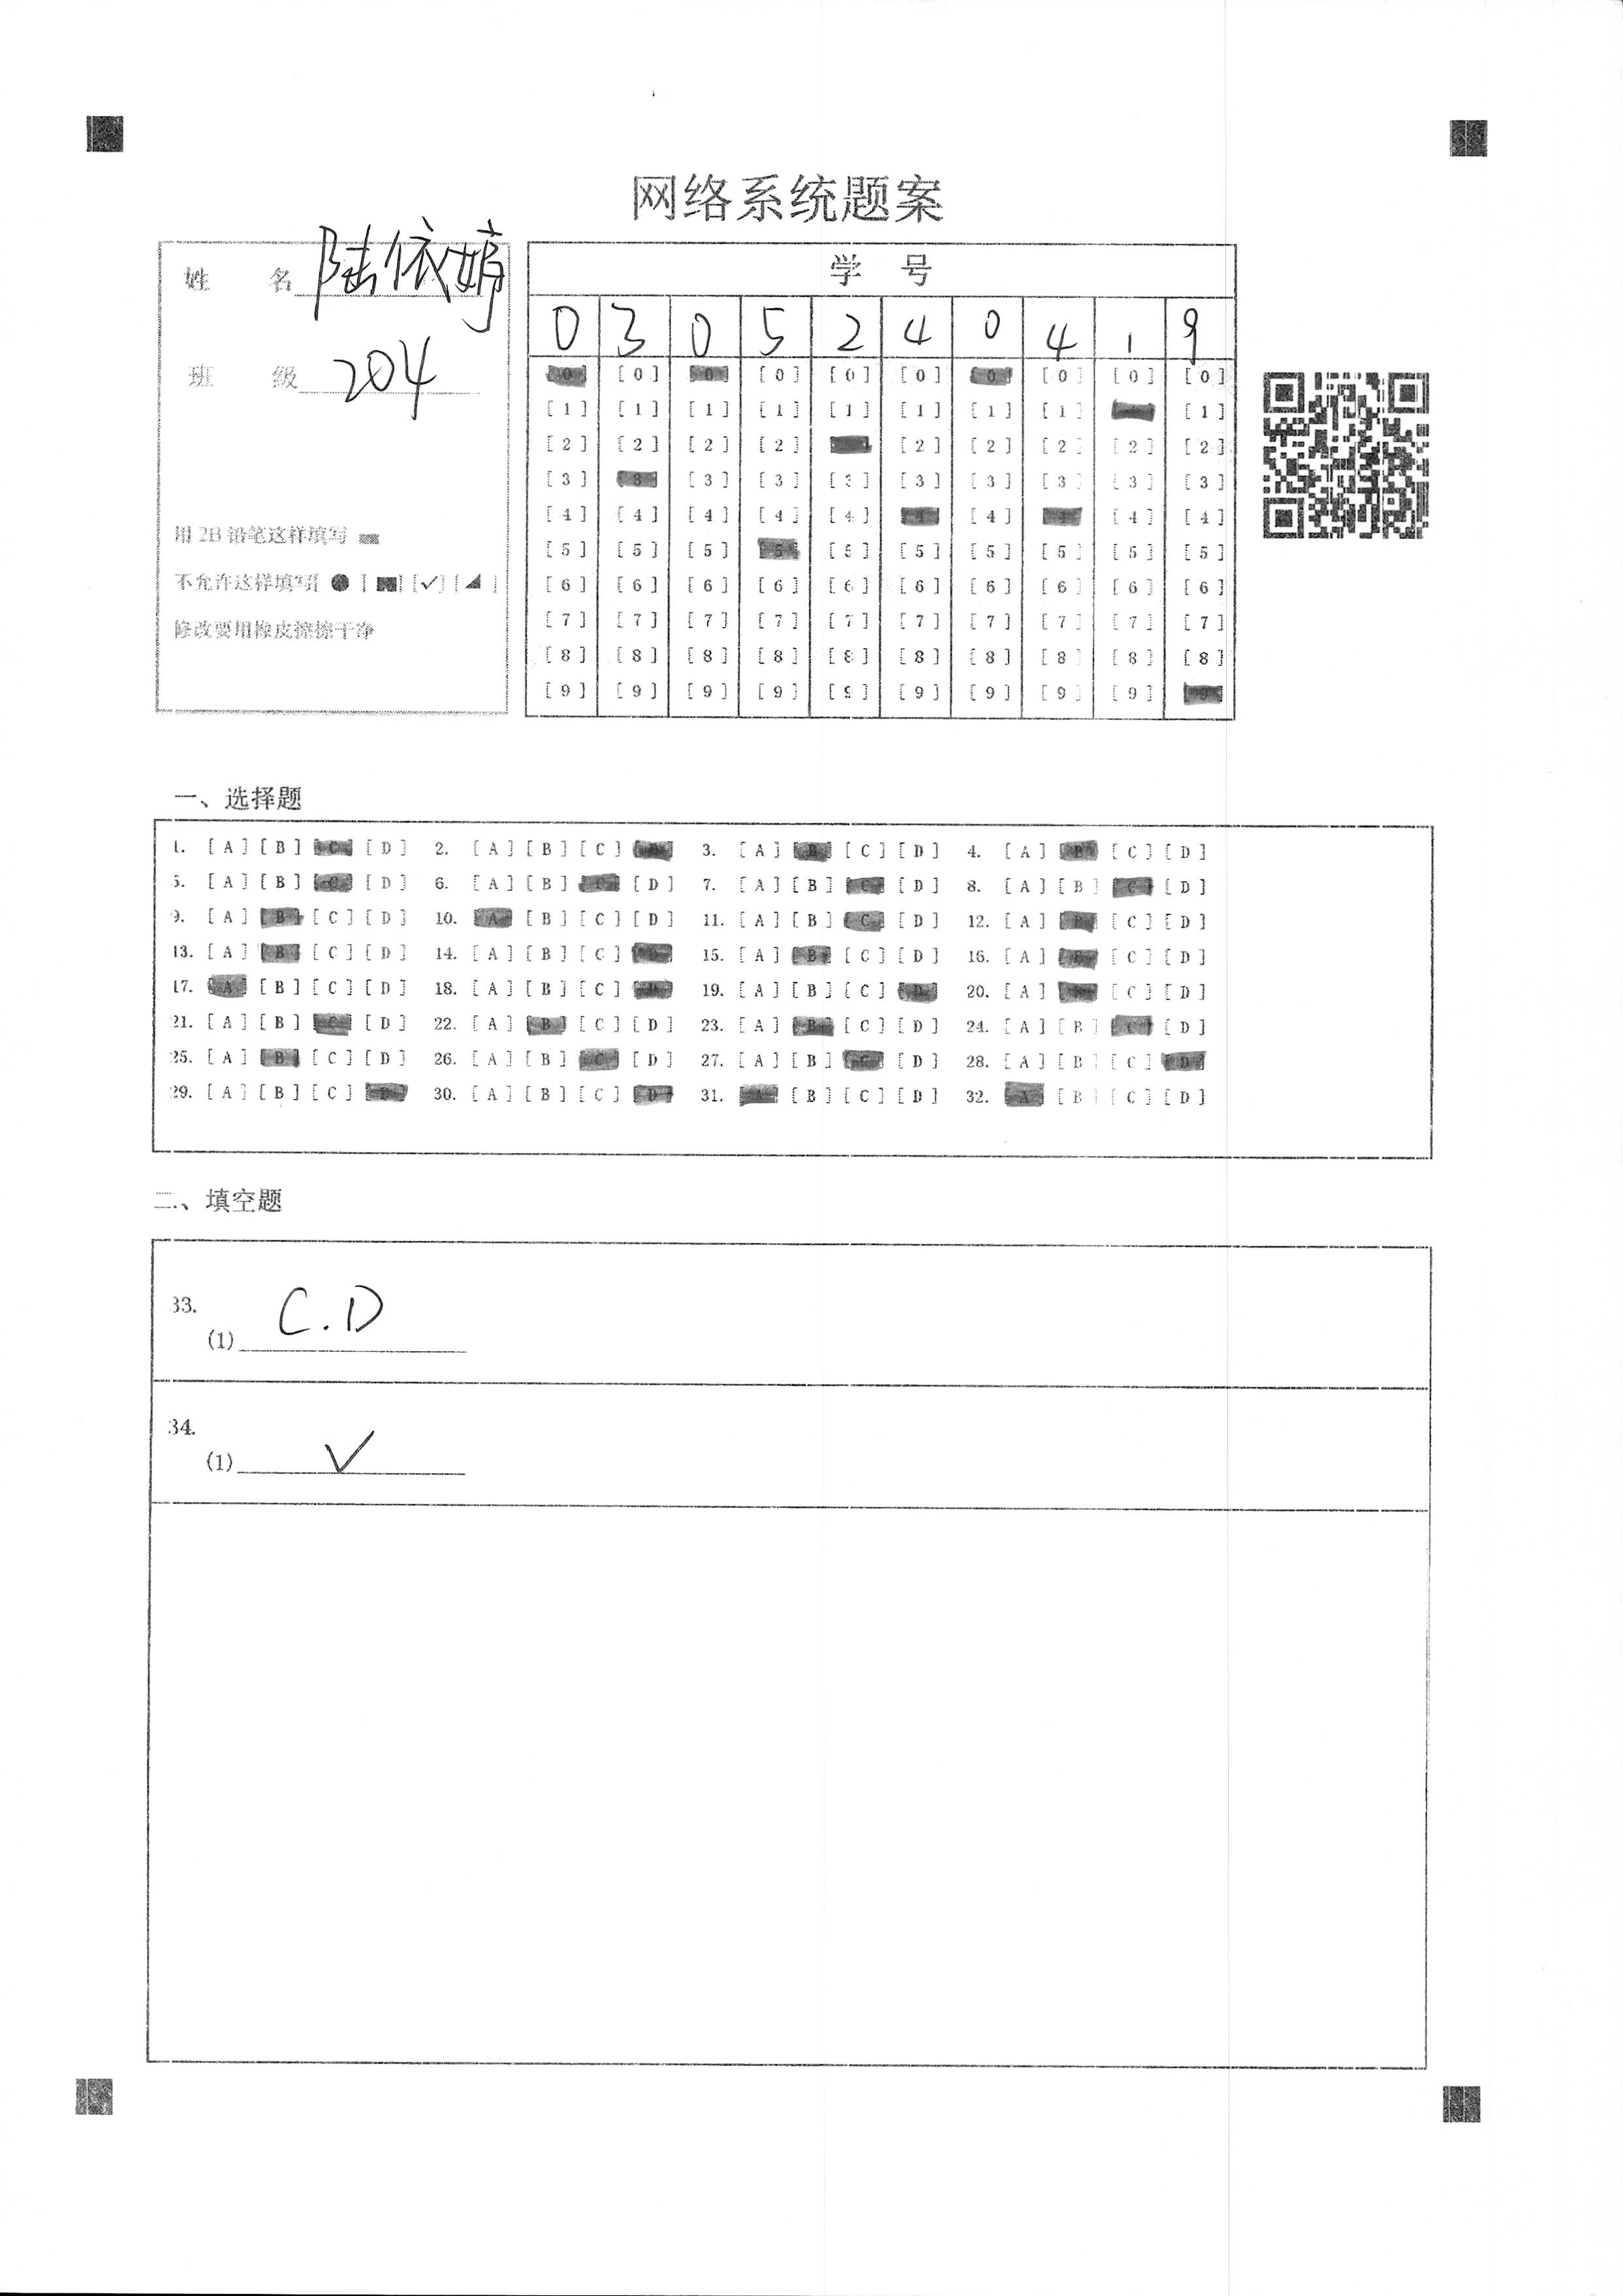 网络系统题案
姓 名 陆依婷
班 级 204
用 2B 铅笔这样填写
不允许这样填写[ ● ] [ ] [✓] [ ]
修改要用橡皮擦擦干净
学 号
0 3 0 5 2 4 0 4 1 9
[0] [0] [0] [0] [0] [0] [0] [0] [0] [0]
[1] [1] [1] [1] [1] [1] [1] [1] [1]
[2] [2] [2] [2] [2] [2] [2] [2] [2]
[3] [3] [3] [3] [3] [3] [3] [3] [3] [3]
[4] [4] [4] [4] [4] [4] [4] [4] [4] [4]
[5] [5] [5] [5] [5] [5] [5] [5] [5] [5]
[6] [6] [6] [6] [6] [6] [6] [6] [6] [6]
[7] [7] [7] [7] [7] [7] [7] [7] [7] [7]
[8] [8] [8] [8] [8] [8] [8] [8] [8] [8]
[9] [9] [9] [9] [9] [9] [9] [9] [9] [9]
一、选择题
1. [A] [B] [C] [D] 2. [A] [B] [C] [D] 3. [A] [B] [C] [D] 4. [A] [B] [C] [D]
5. [A] [B] [C] [D] 6. [A] [B] [C] [D] 7. [A] [B] [C] [D] 8. [A] [B] [C] [D]
9. [A] [B] [C] [D] 10. [A] [B] [C] [D] 11. [A] [B] [C] [D] 12. [A] [B] [C] [D]
13. [A] [B] [C] [D] 14. [A] [B] [C] [D] 15. [A] [B] [C] [D] 16. [A] [B] [C] [D]
17. [A] [B] [C] [D] 18. [A] [B] [C] [D] 19. [A] [B] [C] [D] 20. [A] [B] [C] [D]
21. [A] [B] [C] [D] 22. [A] [B] [C] [D] 23. [A] [B] [C] [D] 24. [A] [B] [C] [D]
25. [A] [B] [C] [D] 26. [A] [B] [C] [D] 27. [A] [B] [C] [D] 28. [A] [B] [C] [D]
29. [A] [B] [C] [D] 30. [A] [B] [C] [D] 31. [A] [B] [C] [D] 32. [A] [B] [C] [D]
二、填空题
33.
(1) C.D
34.
(1) ✓